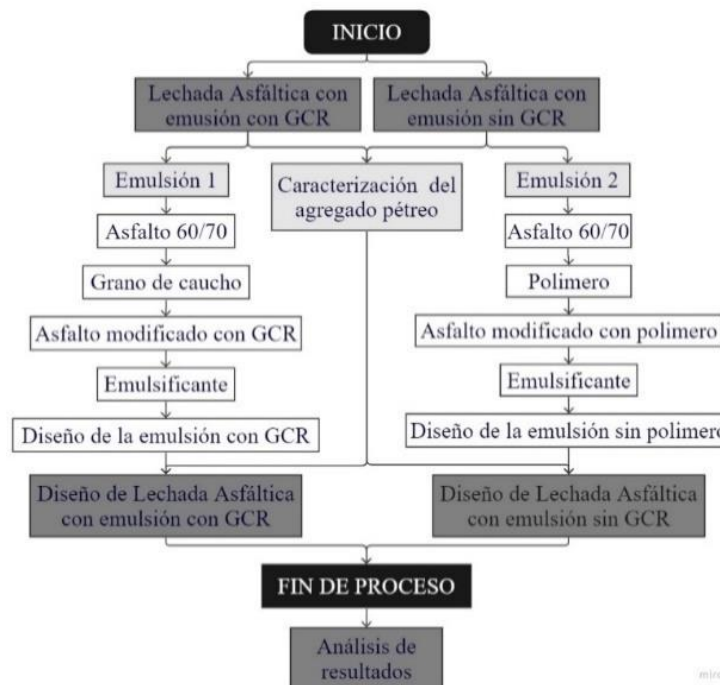 INICIO
Lechada Asfáltica con
emusión con GCR
Lechada Asfáltica con
emusión sin GCR
Emulsión 1
Caracterización del
agregado pétreo
Emulsión 2
Asfalto 60/70
Asfalto 60/70
Grano de caucho
Polimero
Asfalto modificado con GCR
Asfalto modificado con polimero
Emulsificante
Emulsificante
Diseño de la emulsión con GCR
Diseño de la emulsión sin polimero
Diseño de Lechada Asfáltica
con emulsión con GCR
Diseño de Lechada Asfáltica
con emulsión sin GCR
FIN DE PROCESO
Análisis de
resultados